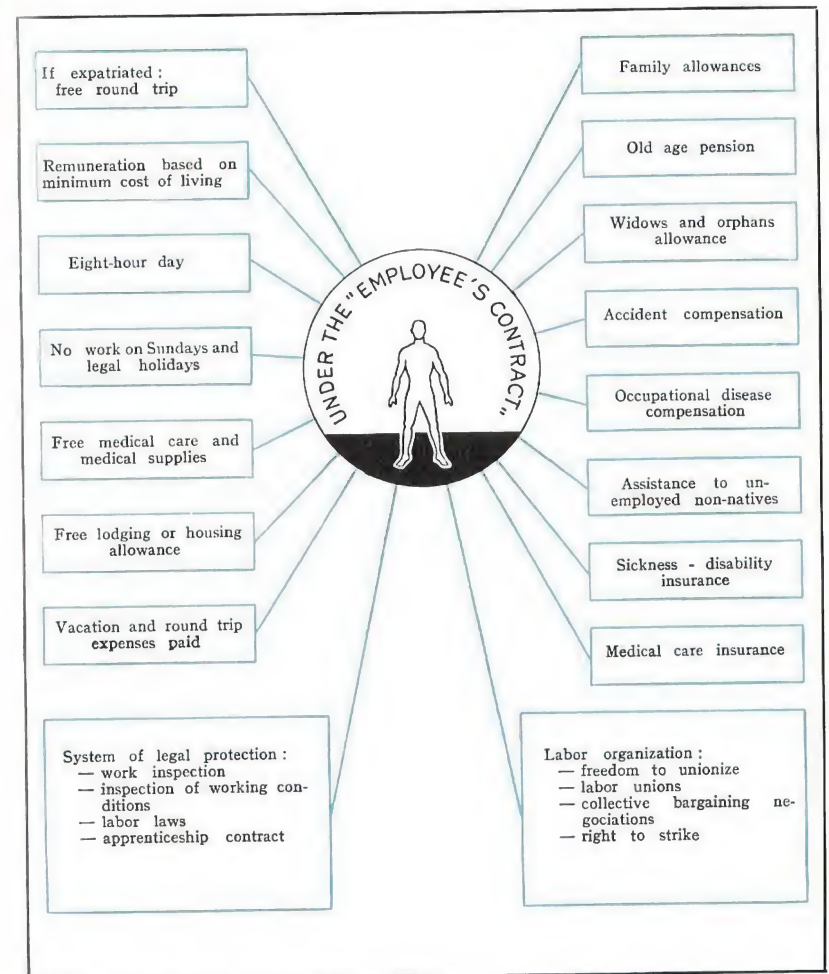 If expatriated :
free round trip
Remuneration based on
minimum cost of living
Eight-hour day
No work on Sundays and
legal holidays
Free medical care and
medical supplies
Free lodging or housing
allowance
Vacation and round trip
expenses paid
UNDER THE "EMPLOYEE'S CONTRACT„
Family allowances
Old age pension
Widows and orphans
allowance
Accident compensation
Occupational disease
compensation
Assistance to un-
employed non-natives
Sickness - disability
insurance
Medical care insurance
System of legal protection :
— work inspection
— inspection of working con-
ditions
— labor laws
— apprenticeship contract
Labor organization :
— freedom to unionize
— labor unions
— collective bargaining ne-
gociations
— right to strike